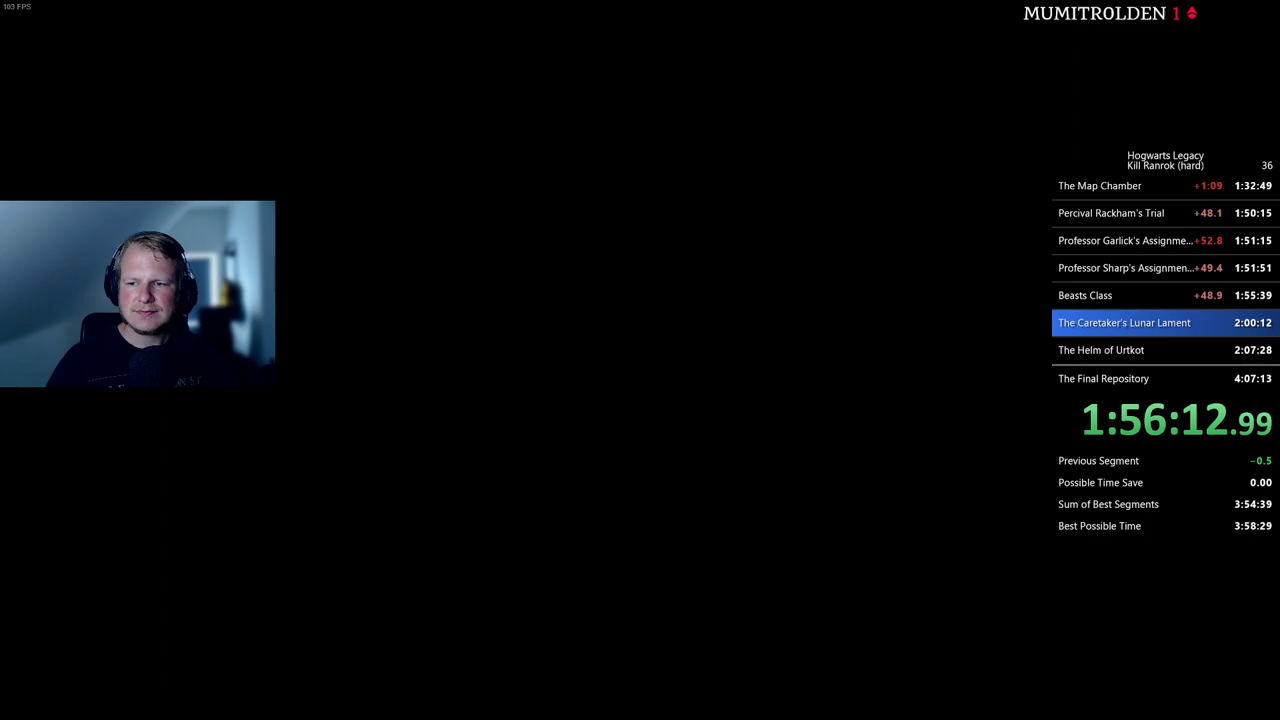 103 FPS
MUMITROLDEN 1
Hogwarts Legacy
Kill Ranrok (hard) 36
The Map Chamber +1:09 1:32:49
Percival Rackham's Trial +48.1 1:50:15
Professor Garlick's Assignme... +52.8 1:51:15
Professor Sharp's Assignmen... +49.4 1:51:51
Beasts Class +48.9 1:55:39
The Caretaker's Lunar Lament 2:00:12
The Helm of Urtkot 2:07:28
The Final Repository 4:07:13
1:56:12.99
Previous Segment −0.5
Possible Time Save 0.00
Sum of Best Segments 3:54:39
Best Possible Time 3:58:29